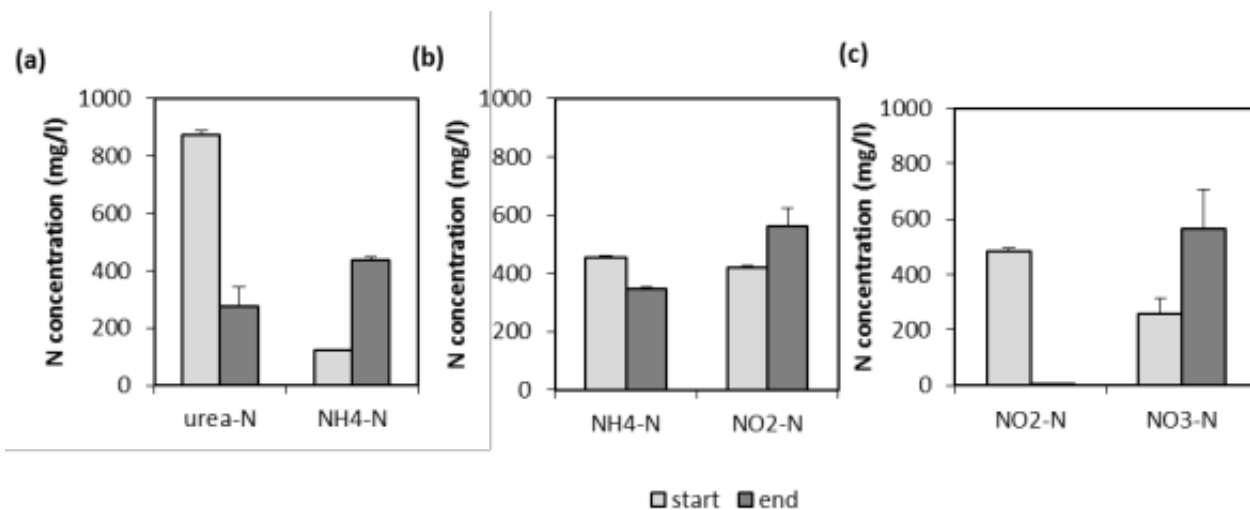 (a)
N concentration (mg/l)
1000
800
600
400
200
0
urea-N NH4-N
(b)
N concentration (mg/l)
1000
800
600
400
200
0
NH4-N NO2-N
(c)
N concentration (mg/l)
1000
800
600
400
200
0
NO2-N NO3-N
start end